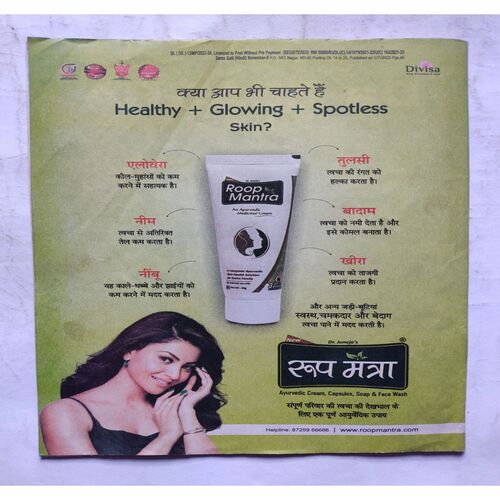 Divisa
क्या आप भी चाहते हैं
Healthy + Glowing + Spotless
Skin?
एलोवेरा
कील-मुहांसों को कम
करने में सहायक है।
तुलसी
त्वचा की रंगत को
हल्का करता है।
नीम
त्वचा से अतिरिक्त
तेल कम करता है।
बादाम
त्वचा को नमी देता है और
इसे कोमल बनाता है।
नींबू
यह काले-धब्बे और झाईयों को
कम करने में मदद करता है।
खीरा
त्वचा को ताजगी
प्रदान करता है।
Roop
Mantra
An Ayurvedic
Medicinal Cream
और अन्य जड़ी-बूटियां
स्वस्थ,चमकदार और बेदाग
त्वचा पाने में मदद करती है।
New
Dr. Juneja's
रूप मंत्रा
Ayurvedic Cream, Capsules, Soap & Face Wash
संपूर्ण परिवार की त्वचा की देखभाल के
लिए एक पूर्ण आयुर्वेदिक उपाय
Helpline: 87259 66666 | www.roopmantra.com